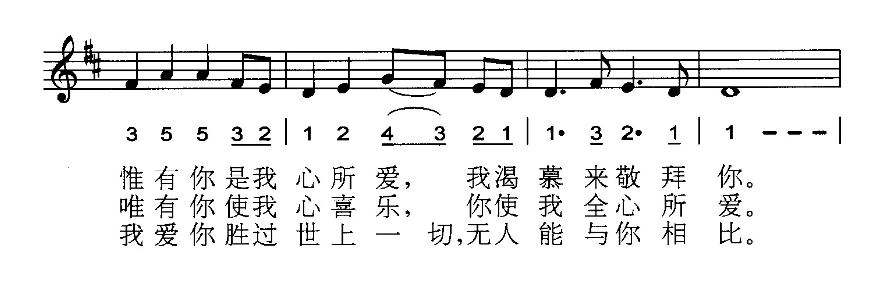 3 5 5 3 2 | 1 2 4 3 2 1 | 1• 3 2• 1 | 1 - - - |
惟有你是我心所爱，我渴慕来敬拜你。
唯有你使我心喜乐，你使我全心所爱。
我爱你胜过世上一切，无人能与你相比。